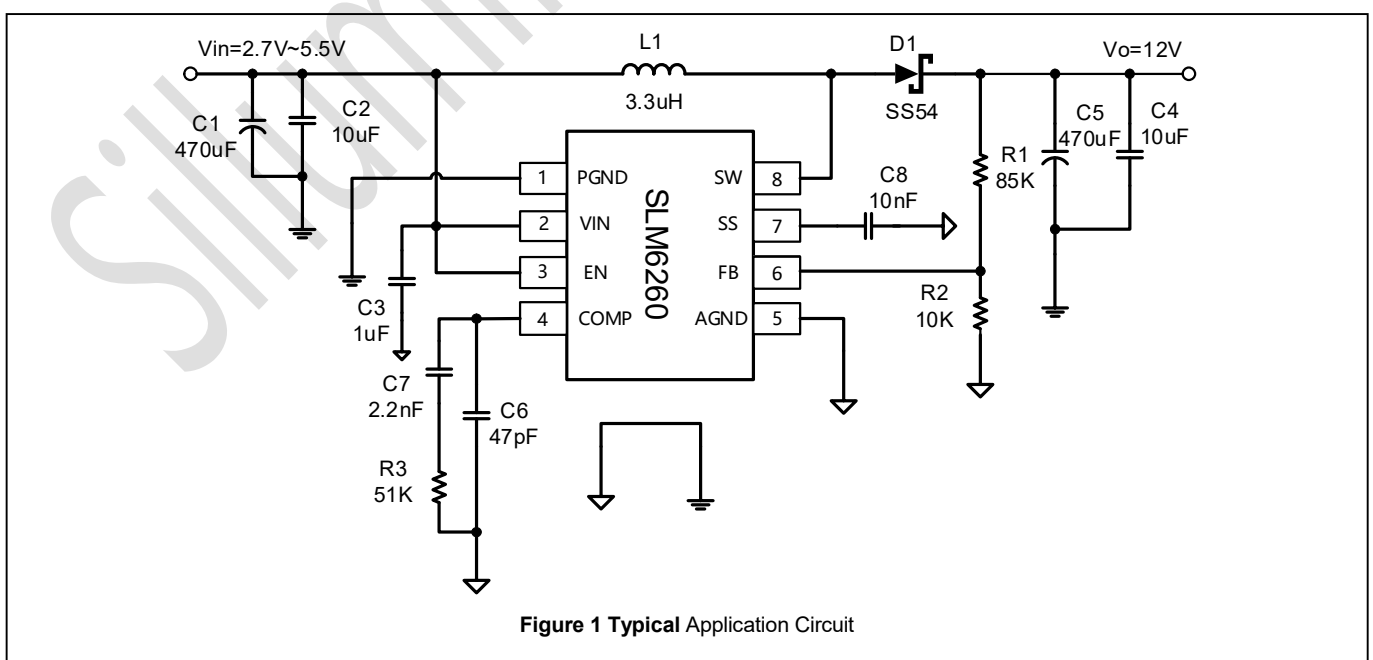 Vin=2.7V~5.5V
L1
3.3uH
D1
SS54
Vo=12V
C1
470uF
C2
10uF
C5
470uF
C4
10uF
R1
85K
1
PGND
SW
8
2
VIN
SS
7
3
EN
FB
6
4
COMP
AGND
5
SLM6260
C8
10nF
C3
1uF
R2
10K
C7
2.2nF
C6
47pF
R3
51K
Figure 1 Typical Application Circuit